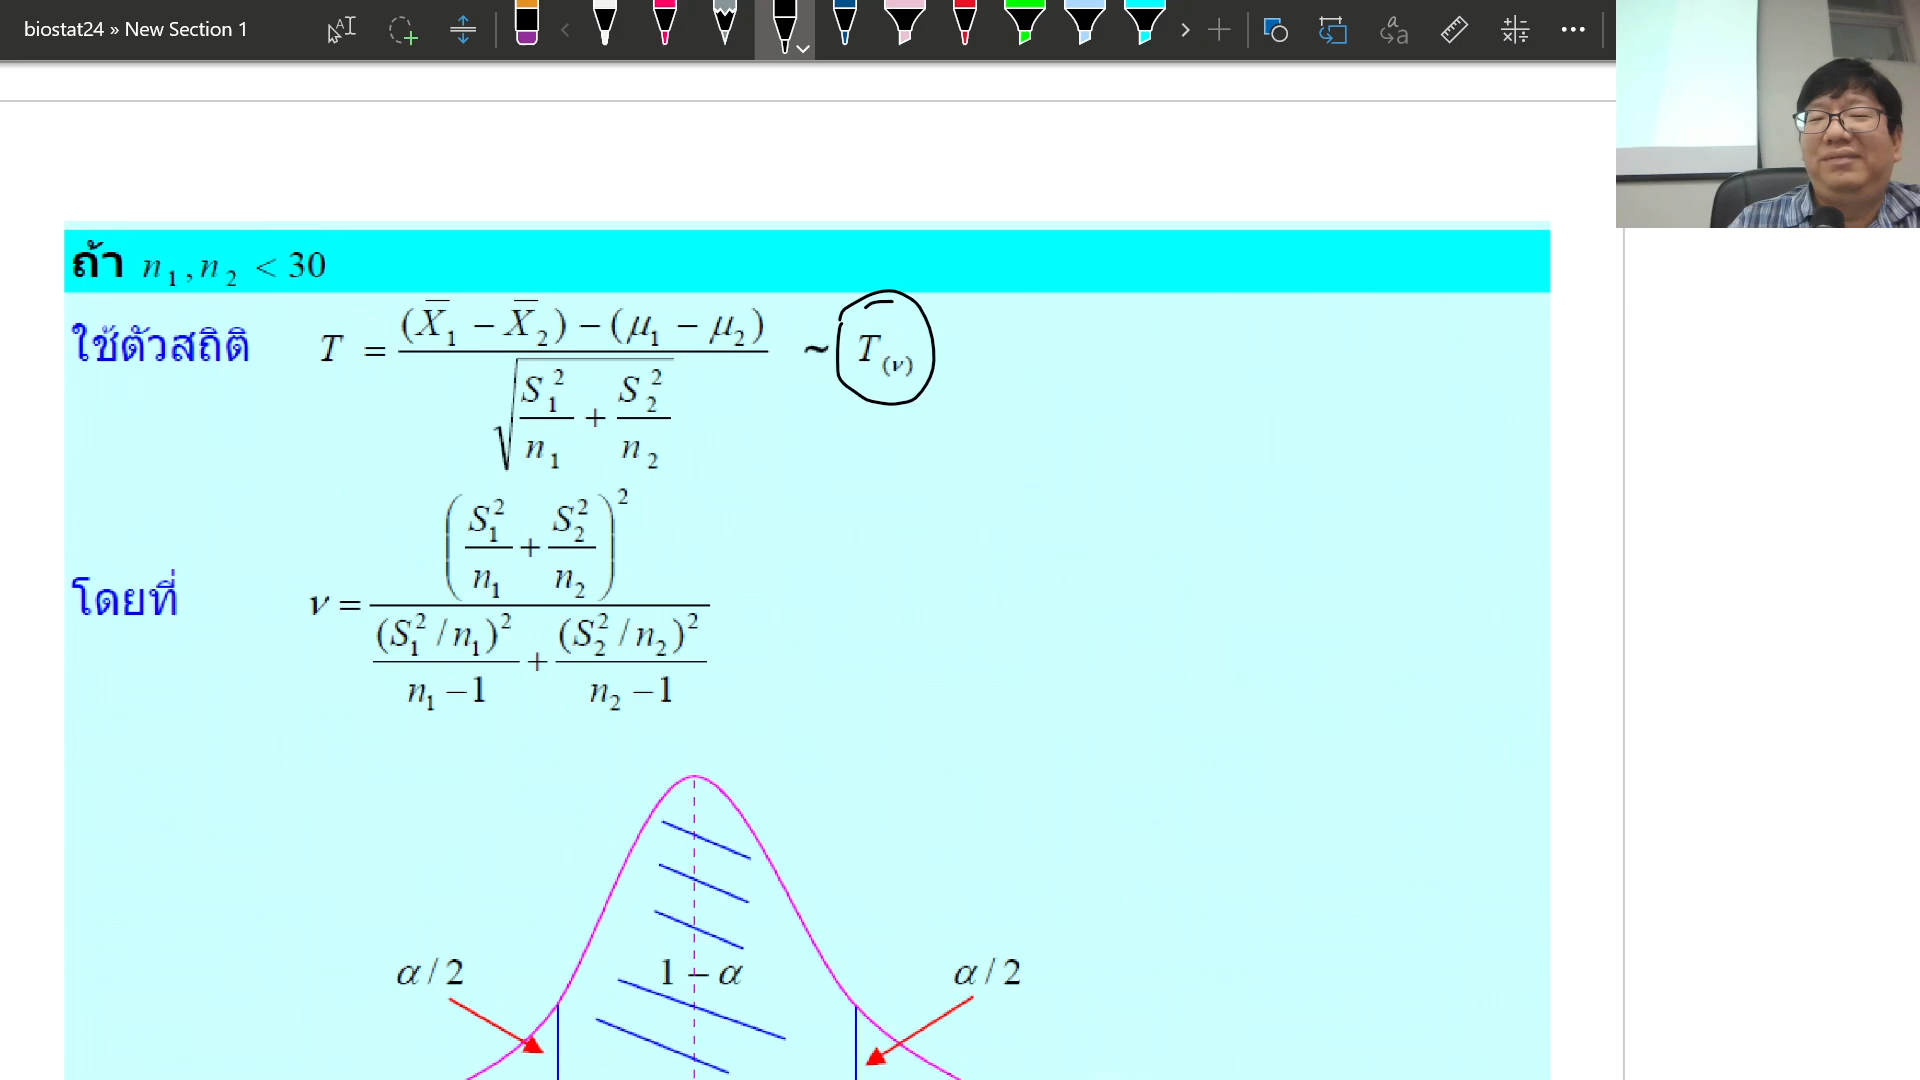 biostat24 » New Section 1
ถ้า n₁, n₂ < 30
ใช้ตัวสถิติ T = ((X̄₁ − X̄₂) − (μ₁ − μ₂)) / √(S₁²/n₁ + S₂²/n₂) ~ T₍ᵥ₎
โดยที่ ν = (S₁²/n₁ + S₂²/n₂)² / ((S₁²/n₁)²/(n₁ − 1) + (S₂²/n₂)²/(n₂ − 1))
α / 2 1 − α α / 2